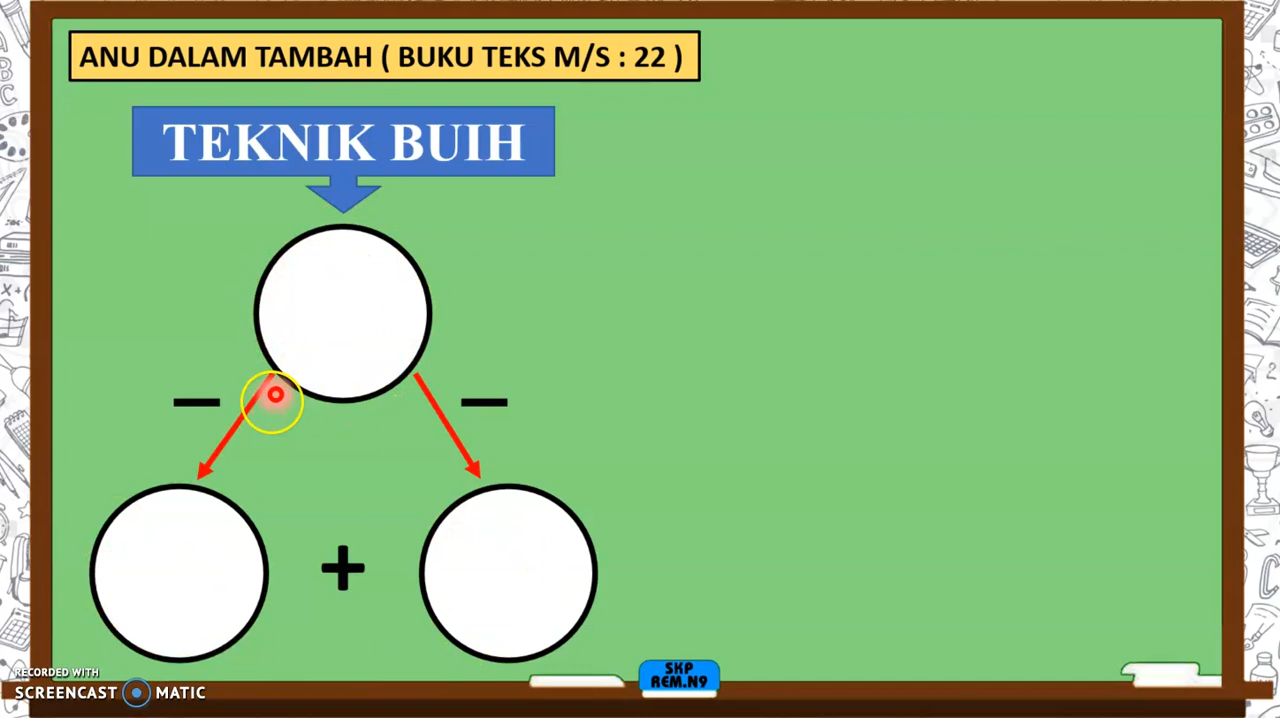 ANU DALAM TAMBAH ( BUKU TEKS M/S : 22 )
TEKNIK BUIH
– –
+
SKP
REM.N9
RECORDED WITH
SCREENCAST MATIC